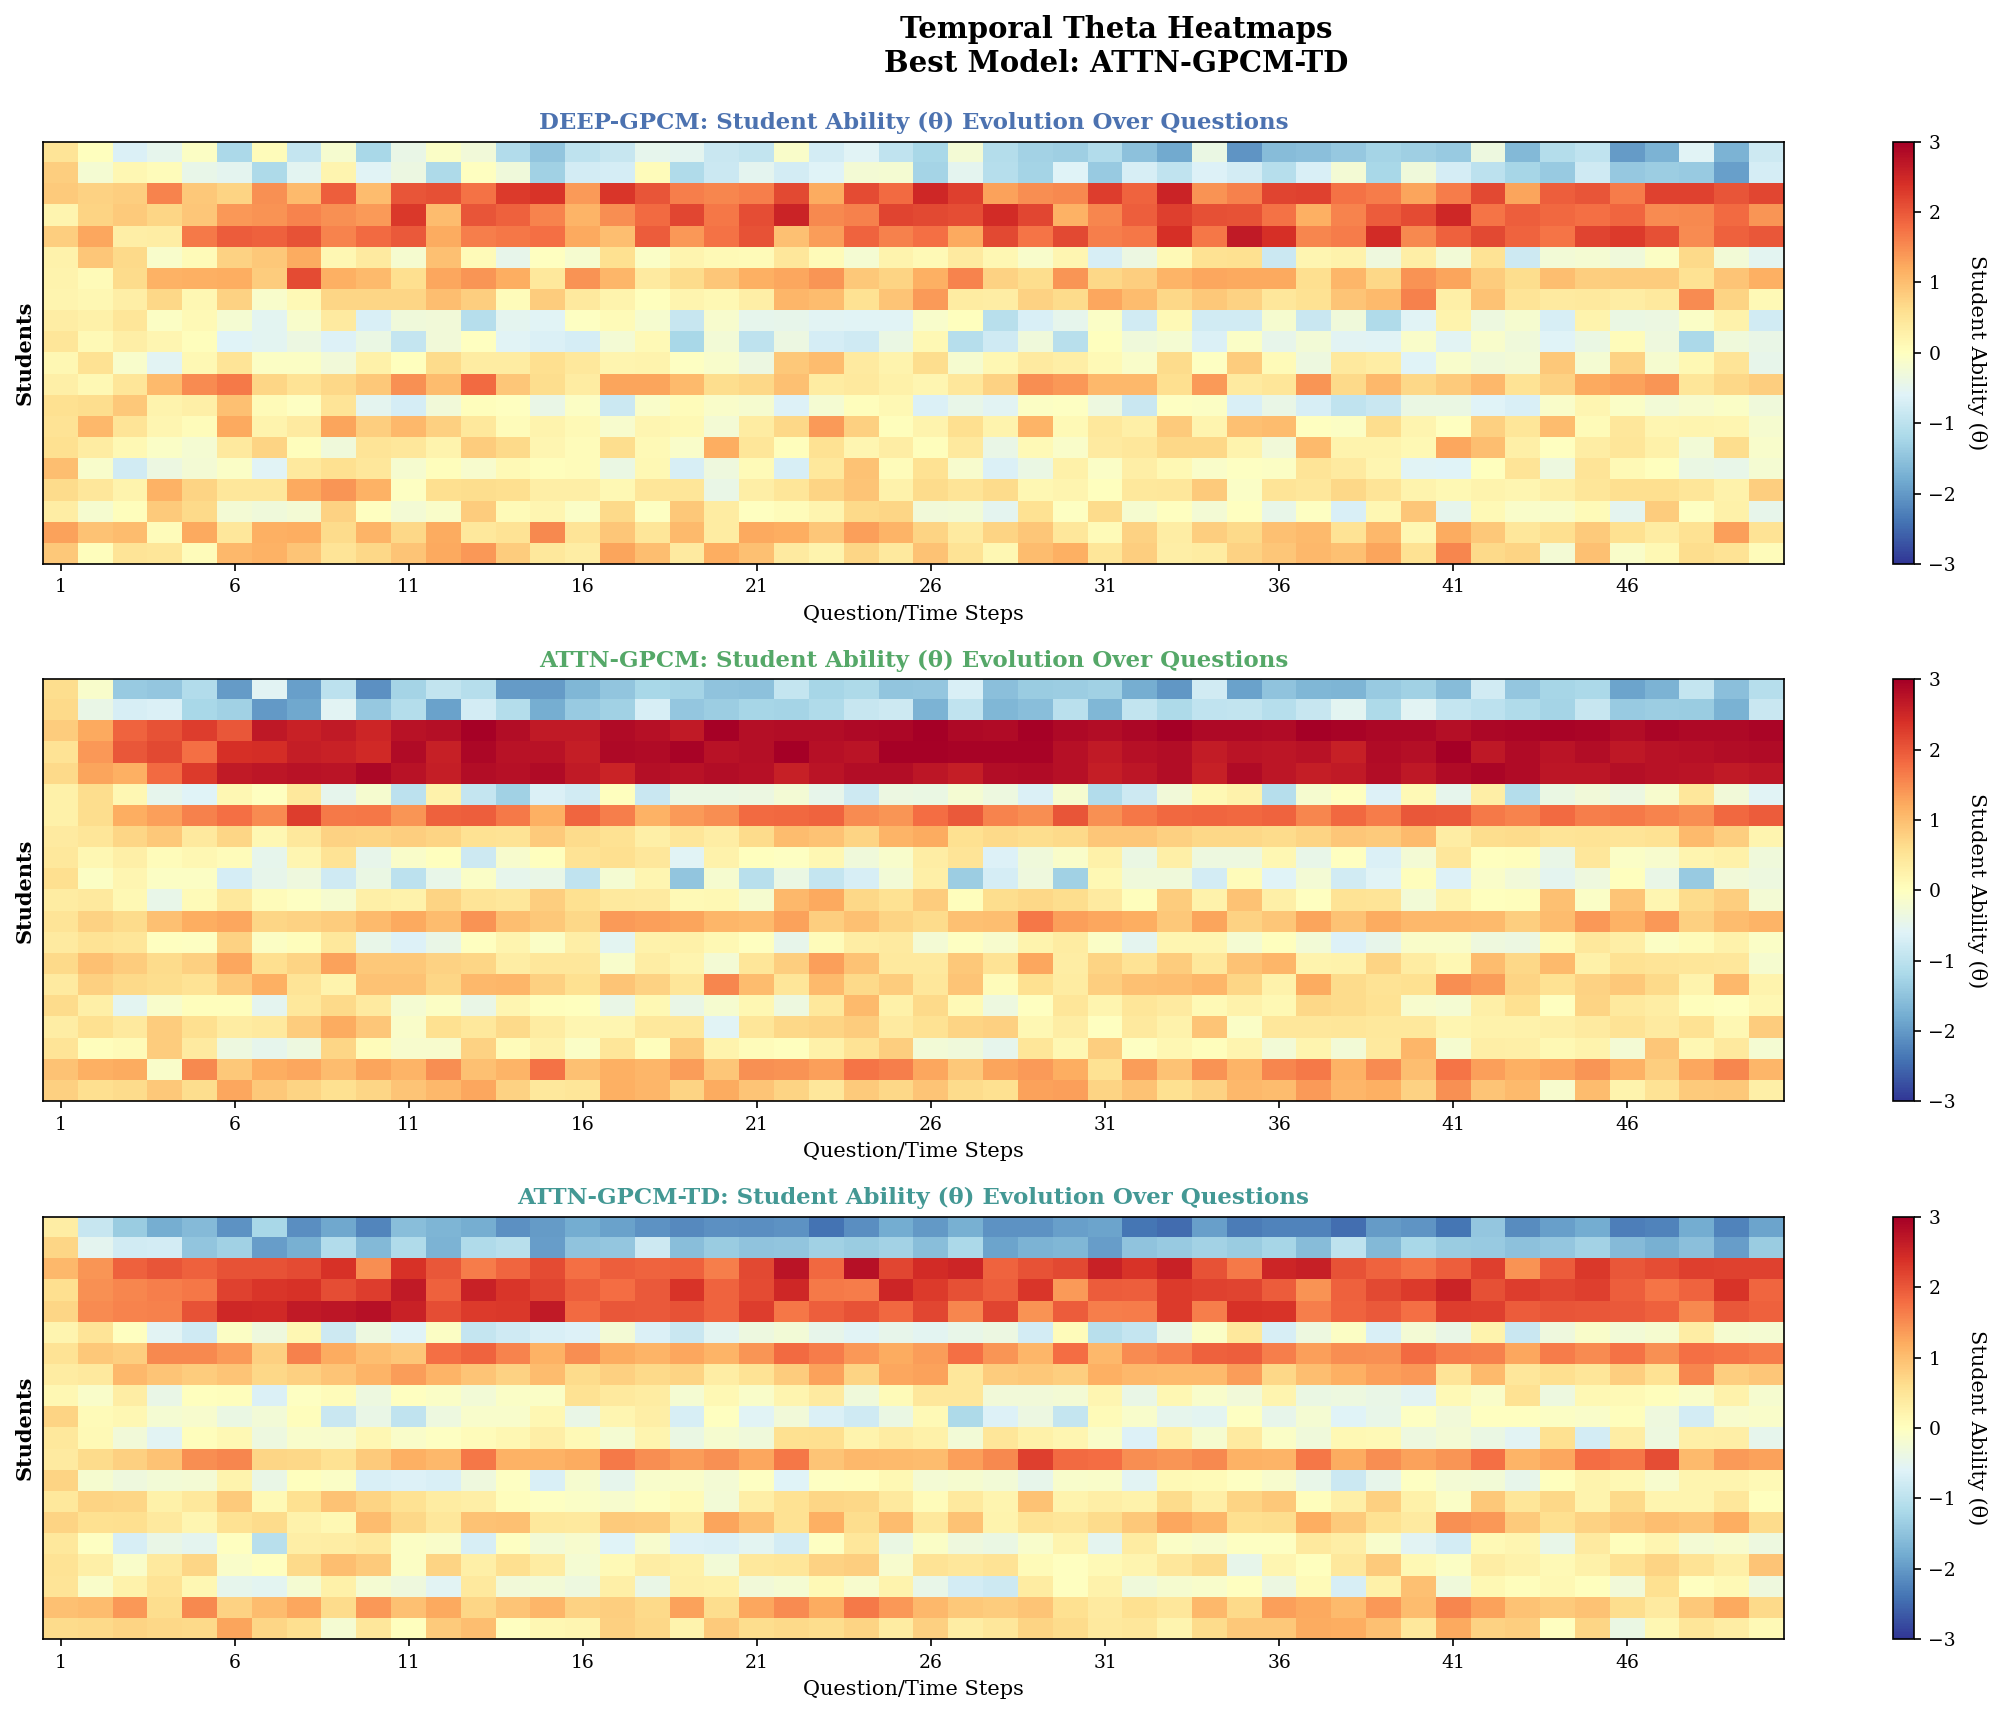 Temporal Theta Heatmaps
Best Model: ATTN-GPCM-TD
DEEP-GPCM: Student Ability (θ) Evolution Over Questions
Students
1 6 11 16 21 26 31 36 41 46
Question/Time Steps
3
2
1
0
−1
−2
−3
Student Ability (θ)
ATTN-GPCM: Student Ability (θ) Evolution Over Questions
Students
1 6 11 16 21 26 31 36 41 46
Question/Time Steps
3
2
1
0
−1
−2
−3
Student Ability (θ)
ATTN-GPCM-TD: Student Ability (θ) Evolution Over Questions
Students
1 6 11 16 21 26 31 36 41 46
Question/Time Steps
3
2
1
0
−1
−2
−3
Student Ability (θ)